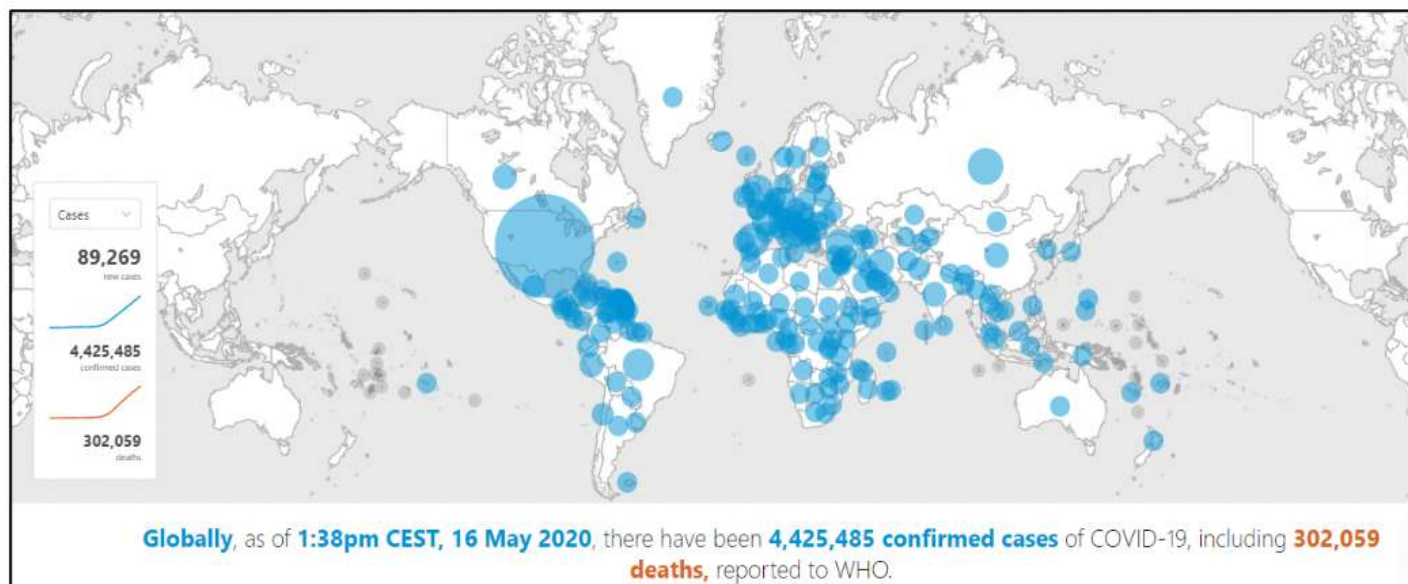 Cases
89,269
new cases
4,425,485
confirmed cases
302,059
deaths
Globally, as of 1:38pm CEST, 16 May 2020, there have been 4,425,485 confirmed cases of COVID-19, including 302,059
deaths, reported to WHO.